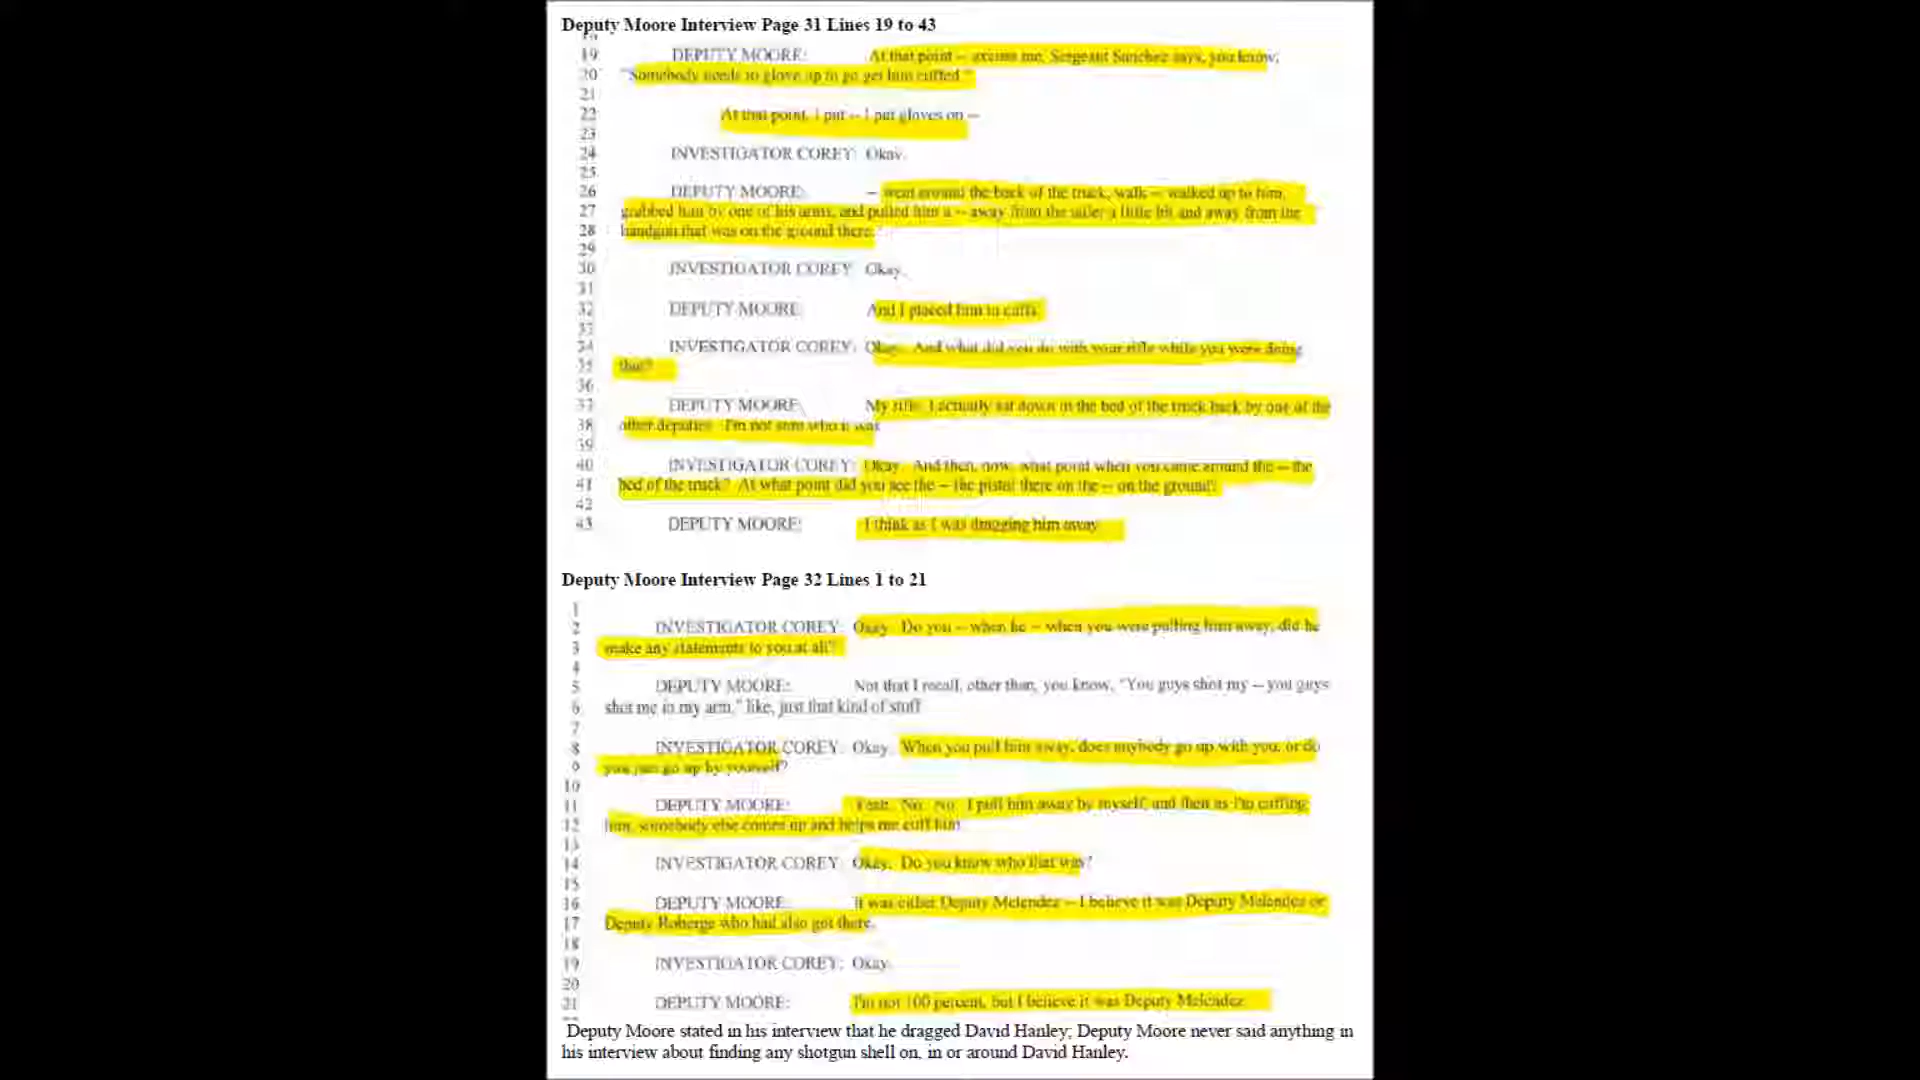 Deputy Moore Interview Page 31 Lines 19 to 43
19 DEPUTY MOORE: At that point -- excuse me, Sergeant Sanchez says, you know,
20 "Somebody needs to glove up to go get him cuffed."
21
22 At that point, I put -- I put gloves on --
23
24 INVESTIGATOR COREY: Okay.
25
26 DEPUTY MOORE: -- went around the back of the truck, walk -- walked up to him,
27 grabbed him by one of his arms, and pulled him a -- away from the trailer a little bit and away from the
28 handgun that was on the ground there.
29
30 INVESTIGATOR COREY: Okay.
31
32 DEPUTY MOORE: And I placed him in cuffs.
33
34 INVESTIGATOR COREY: Okay. And what did you do with your rifle while you were doing
35 that?
36
37 DEPUTY MOORE: My rifle, I actually sat down in the bed of the truck back by one of the
38 other deputies. I'm not sure who it was.
39
40 INVESTIGATOR COREY: Okay. And then, now, what point when you came around the -- the
41 bed of the truck? At what point did you see the -- the pistol there on the -- on the ground?
42
43 DEPUTY MOORE: I think as I was dragging him away.
Deputy Moore Interview Page 32 Lines 1 to 21
1
2 INVESTIGATOR COREY: Okay. Do you -- when he -- when you were pulling him away, did he
3 make any statements to you at all?
4
5 DEPUTY MOORE: Not that I recall, other than, you know, "You guys shot my -- you guys
6 shot me in my arm," like, just that kind of stuff.
7
8 INVESTIGATOR COREY: Okay. When you pull him away, does anybody go up with you, or do
9 you just go up by yourself?
10
11 DEPUTY MOORE: Yeah. No. No. I pull him away by myself, and then as I'm cuffing
12 him, somebody else comes up and helps me cuff him.
13
14 INVESTIGATOR COREY: Okay. Do you know who that was?
15
16 DEPUTY MOORE: It was either Deputy Melendez -- I believe it was Deputy Melendez or
17 Deputy Roberge who had also got there.
18
19 INVESTIGATOR COREY: Okay.
20
21 DEPUTY MOORE: I'm not 100 percent, but I believe it was Deputy Melendez.
Deputy Moore stated in his interview that he dragged David Hanley; Deputy Moore never said anything in
his interview about finding any shotgun shell on, in or around David Hanley.